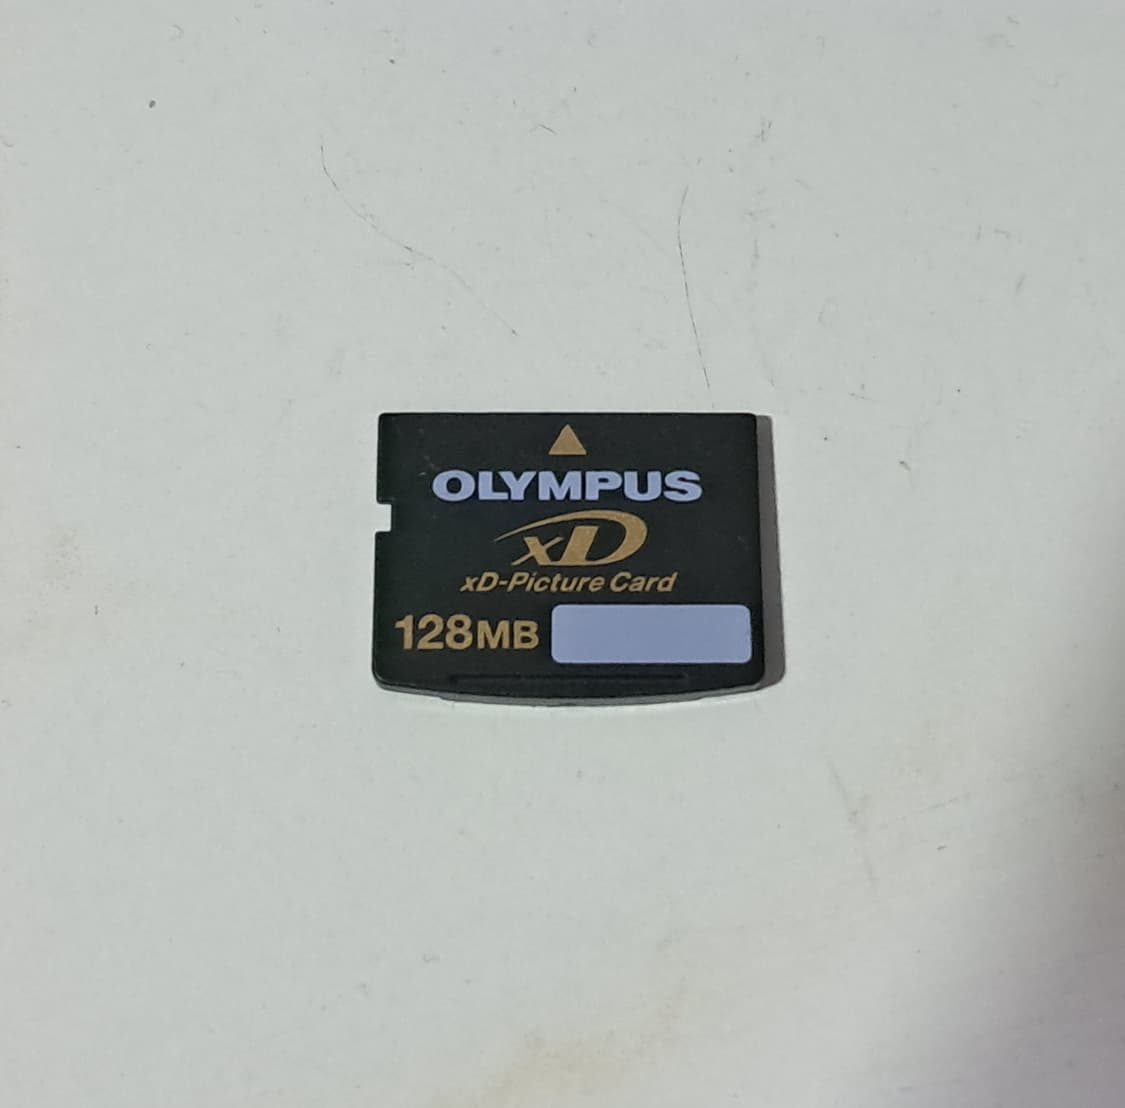 OLYMPUS
xD
xD-Picture Card
128MB